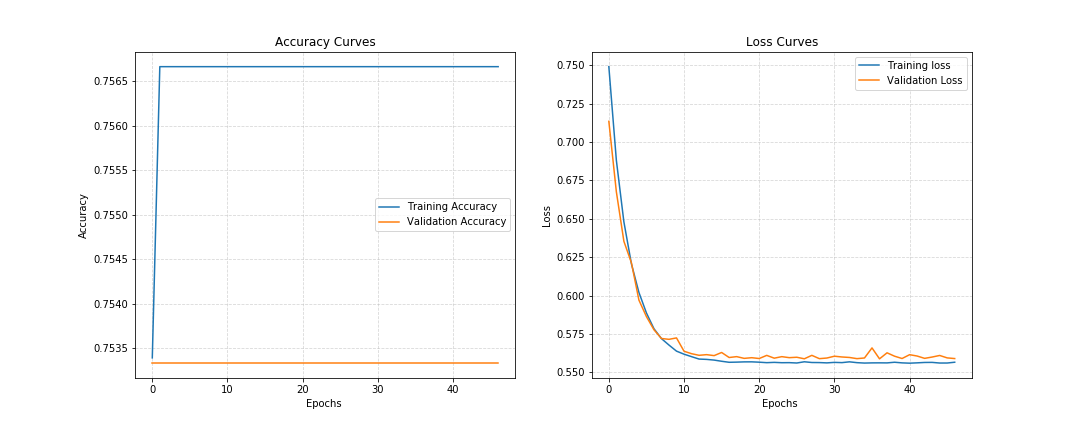 Accuracy Curves
0.7565
0.7560
0.7555
0.7550
0.7545
0.7540
0.7535
Accuracy
Training Accuracy
Validation Accuracy
0 10 20 30 40
Epochs
Loss Curves
0.750
0.725
0.700
0.675
0.650
0.625
0.600
0.575
0.550
Loss
Training loss
Validation Loss
0 10 20 30 40
Epochs